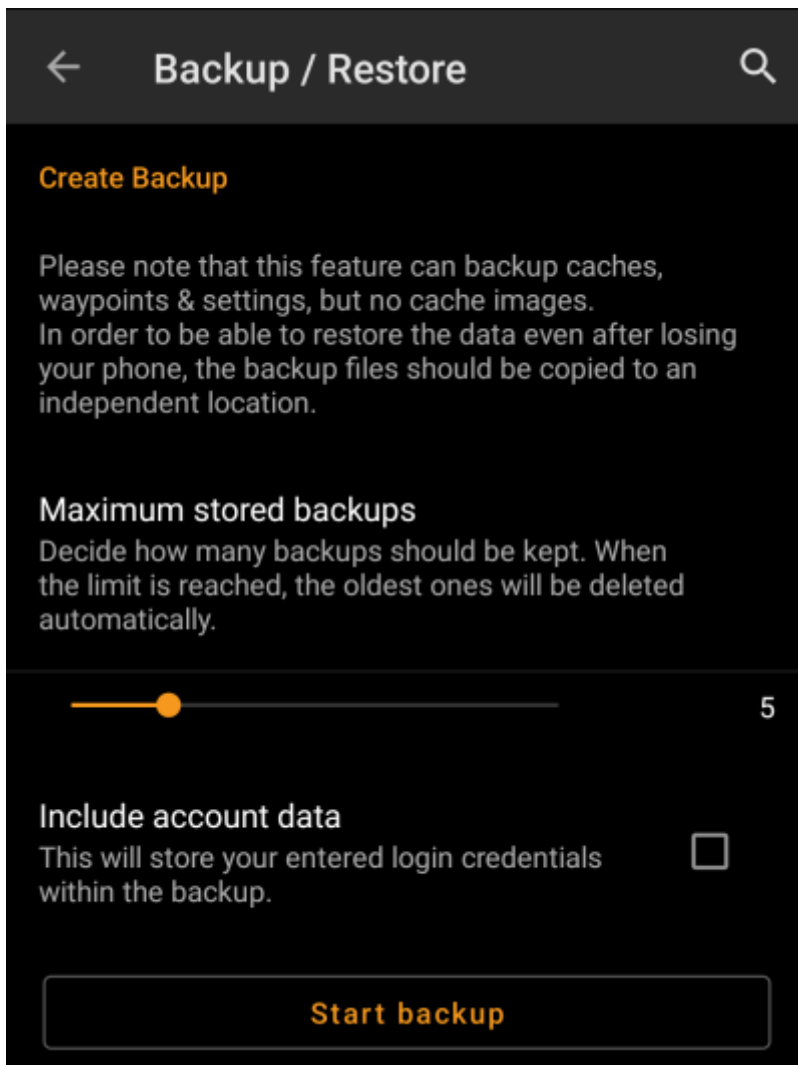 Backup / Restore
Create Backup
Please note that this feature can backup caches,
waypoints & settings, but no cache images.
In order to be able to restore the data even after losing
your phone, the backup files should be copied to an
independent location.
Maximum stored backups
Decide how many backups should be kept. When
the limit is reached, the oldest ones will be deleted
automatically.
5
Include account data
This will store your entered login credentials
within the backup.
Start backup